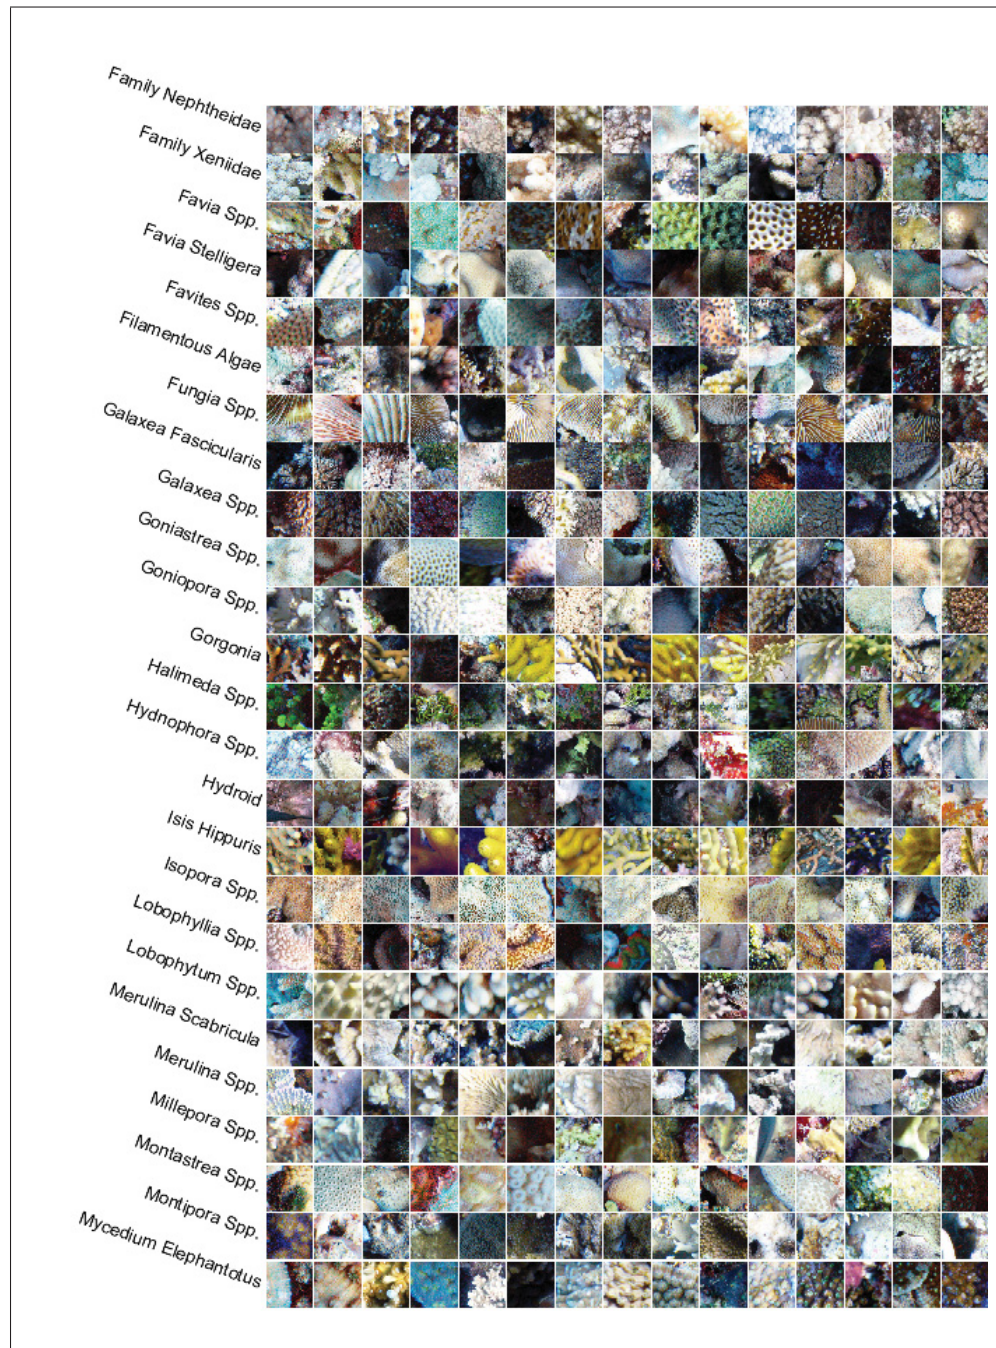 Family Nephtheidae
Family Xeniidae
Favia Spp.
Favia Stelligera
Favites Spp.
Filamentous Algae
Fungia Spp.
Galaxea Fascicularis
Galaxea Spp.
Goniastrea Spp.
Goniopora Spp.
Gorgonia
Halimeda Spp.
Hydnophora Spp.
Hydroid
Isis Hippuris
Isopora Spp.
Lobophyllia Spp.
Lobophytum Spp.
Merulina Scabricula
Merulina Spp.
Millepora Spp.
Montastrea Spp.
Montipora Spp.
Mycedium Elephantotus